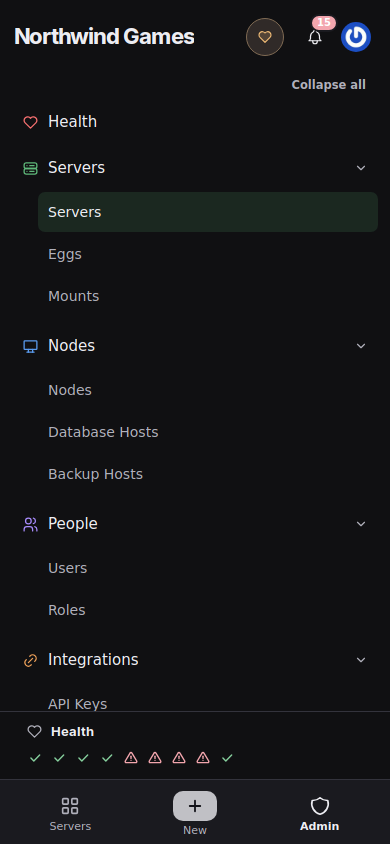 Northwind Games
15
Collapse all
Health
Servers
Servers
Eggs
Mounts
Nodes
Nodes
Database Hosts
Backup Hosts
People
Users
Roles
Integrations
API Keys
Health
Servers
New
Admin